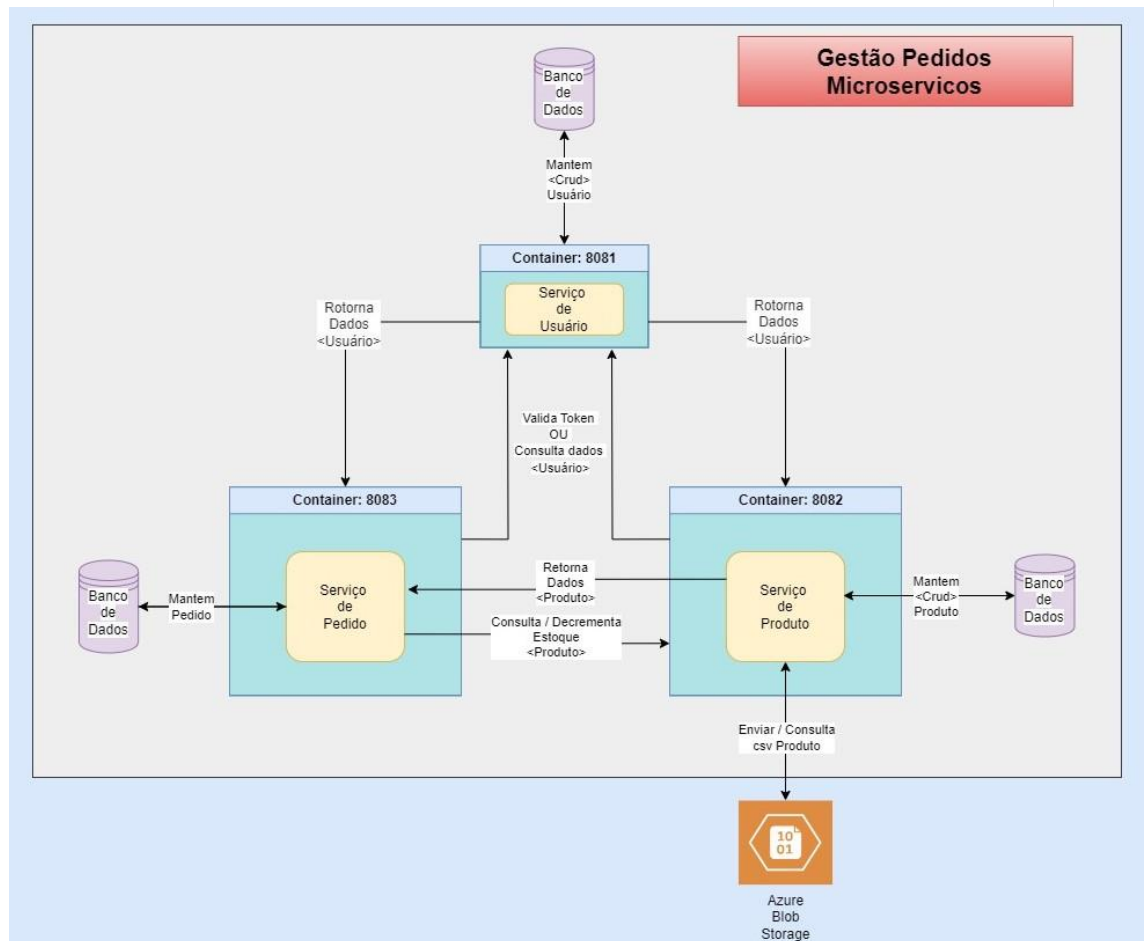 Gestão Pedidos
Microservicos
Banco
de
Dados
Mantem
<Crud>
Usuário
Container: 8081
Serviço
de
Usuário
Rotorna
Dados
<Usuário>
Rotorna
Dados
<Usuário>
Valida Token
OU
Consulta dados
<Usuário>
Container: 8083
Container: 8082
Banco
de
Dados
Mantem
Pedido
Serviço
de
Pedido
Retorna
Dados
<Produto>
Consulta / Decrementa
Estoque
<Produto>
Serviço
de
Produto
Mantem
<Crud>
Produto
Banco
de
Dados
Enviar / Consulta
csv Produto
10
01
Azure
Blob
Storage